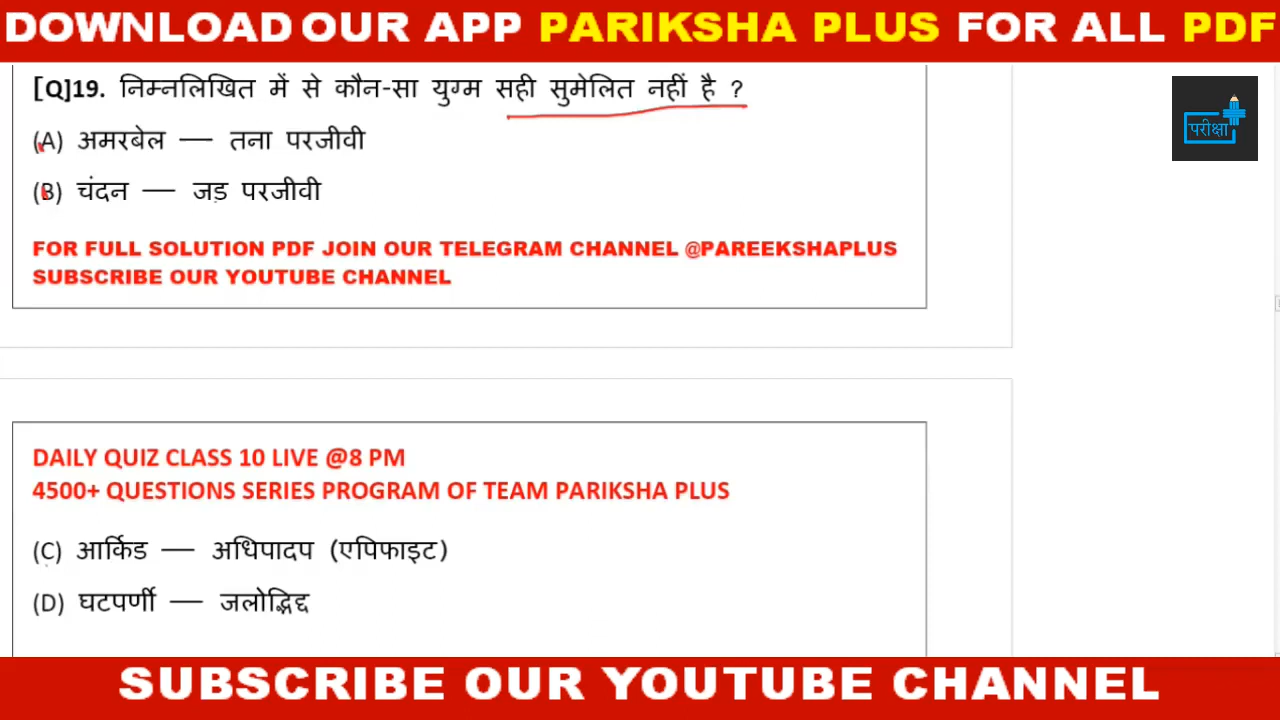 DOWNLOAD OUR APP PARIKSHA PLUS FOR ALL PDF
[Q]19. निम्नलिखित में से कौन-सा युग्म सही सुमेलित नहीं है ?
परीक्षा
(A) अमरबेल — तना परजीवी
(B) चंदन — जड़ परजीवी
FOR FULL SOLUTION PDF JOIN OUR TELEGRAM CHANNEL @PAREEKSHAPLUS
SUBSCRIBE OUR YOUTUBE CHANNEL
DAILY QUIZ CLASS 10 LIVE @8 PM
4500+ QUESTIONS SERIES PROGRAM OF TEAM PARIKSHA PLUS
(C) आर्किड — अधिपादप (एपिफाइट)
(D) घटपर्णी — जलोद्भिद्द
SUBSCRIBE OUR YOUTUBE CHANNEL